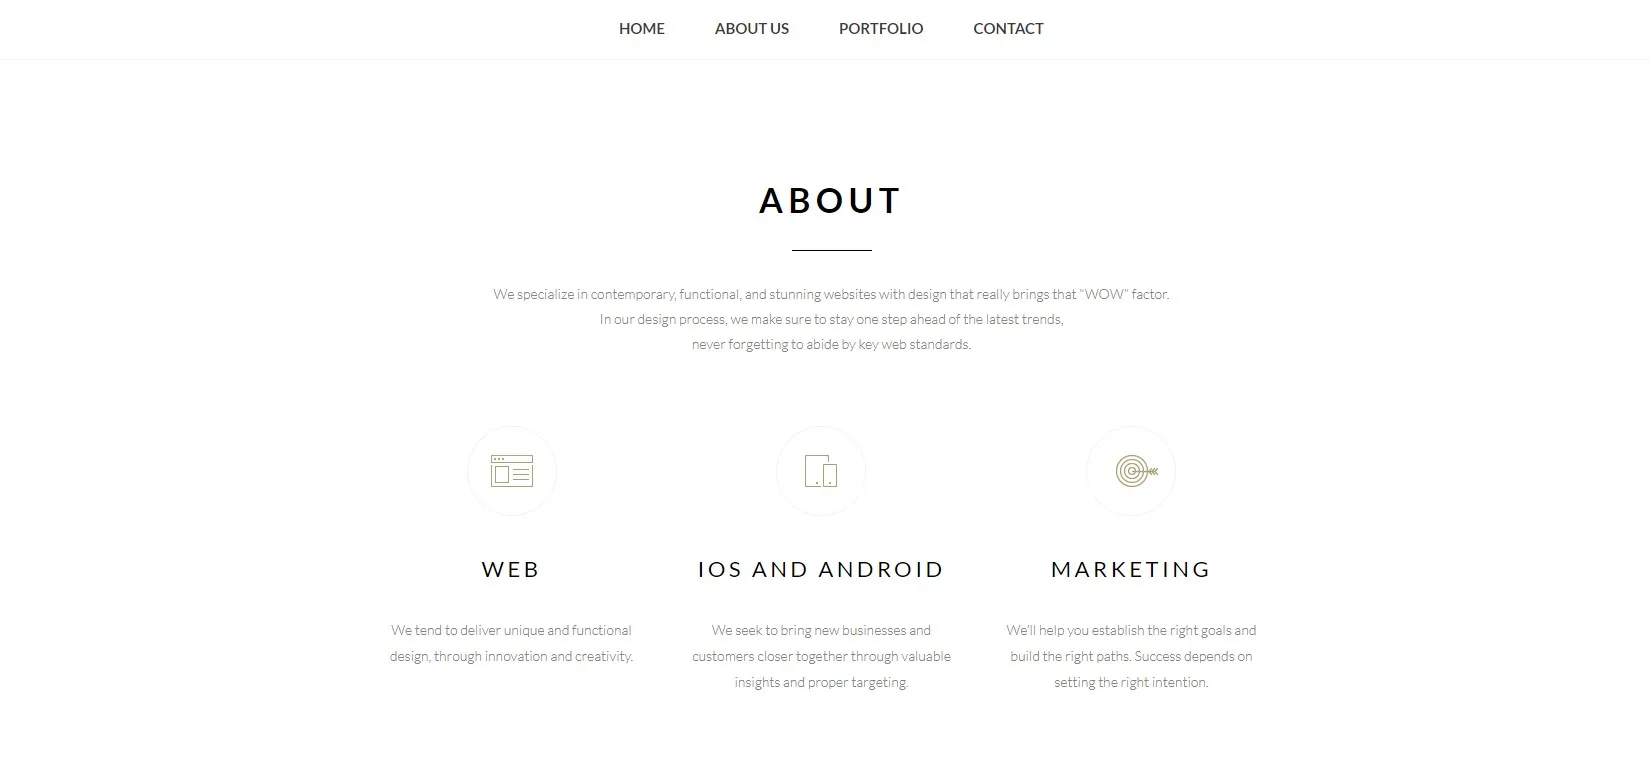 HOME ABOUT US PORTFOLIO CONTACT
ABOUT
We specialize in contemporary, functional, and stunning websites with design that really brings that "WOW" factor.
In our design process, we make sure to stay one step ahead of the latest trends,
never forgetting to abide by key web standards.
WEB
We tend to deliver unique and functional
design, through innovation and creativity.
IOS AND ANDROID
We seek to bring new businesses and
customers closer together through valuable
insights and proper targeting.
MARKETING
We'll help you establish the right goals and
build the right paths. Success depends on
setting the right intention.